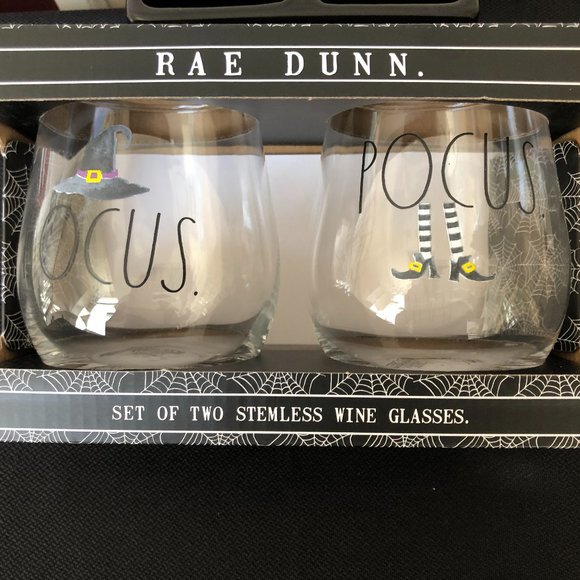 RAE DUNN.
OCUS.
POCUS.
SET OF TWO STEMLESS WINE GLASSES.